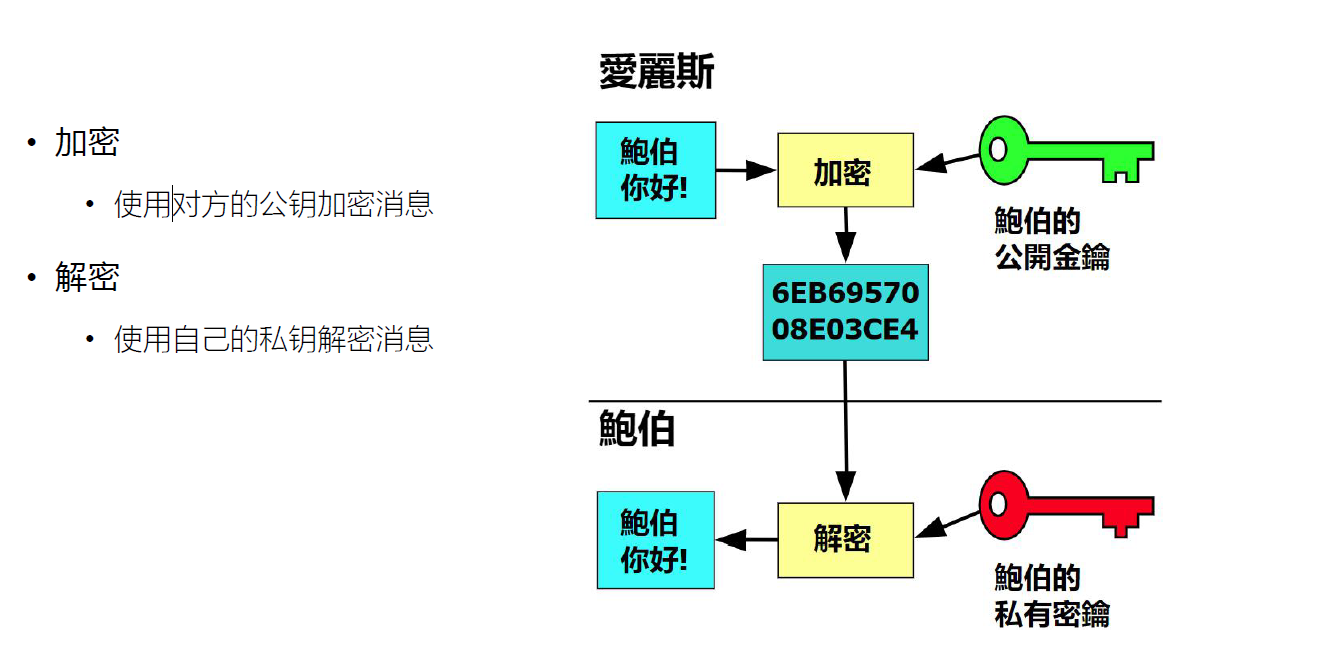 加密
使用对方的公钥加密消息
解密
使用自己的私钥解密消息
愛麗斯
鮑伯
你好!
加密
鮑伯的
公開金鑰
6EB69570
08E03CE4
鮑伯
鮑伯
你好!
解密
鮑伯的
私有密鑰